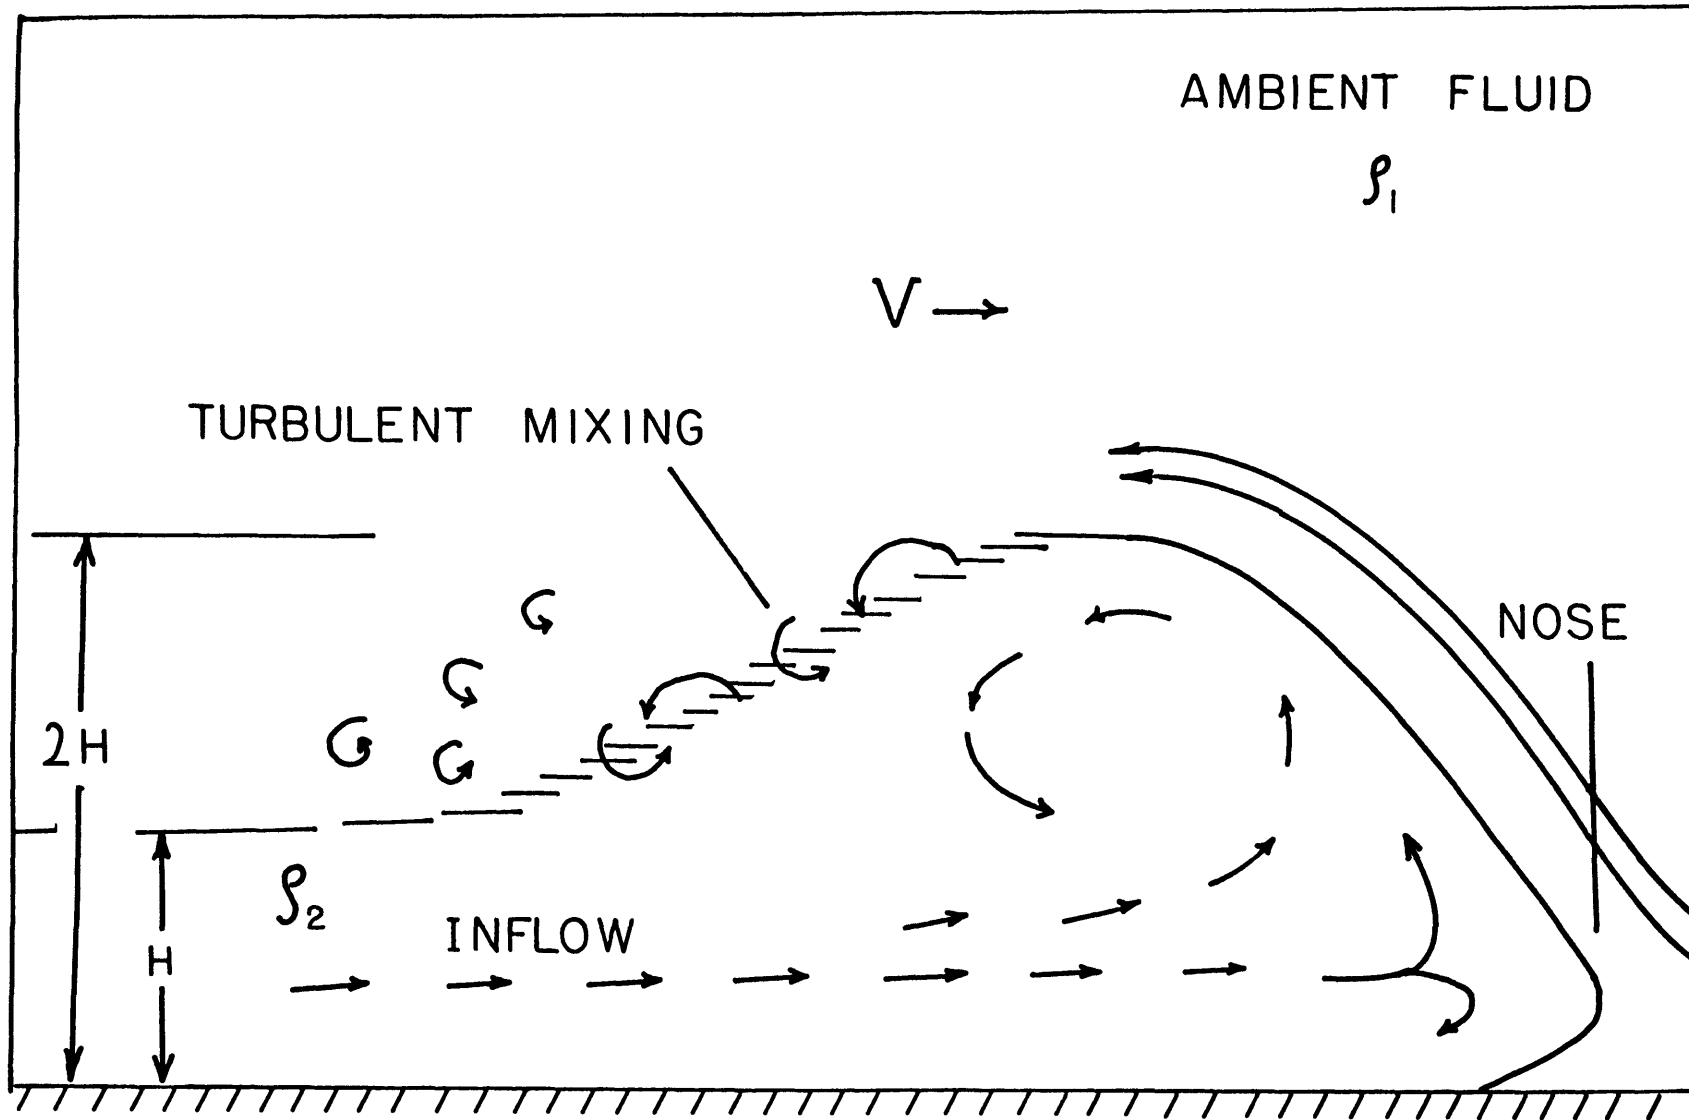 AMBIENT FLUID
ρ₁
V
TURBULENT MIXING
NOSE
2H
ρ₂
INFLOW
H